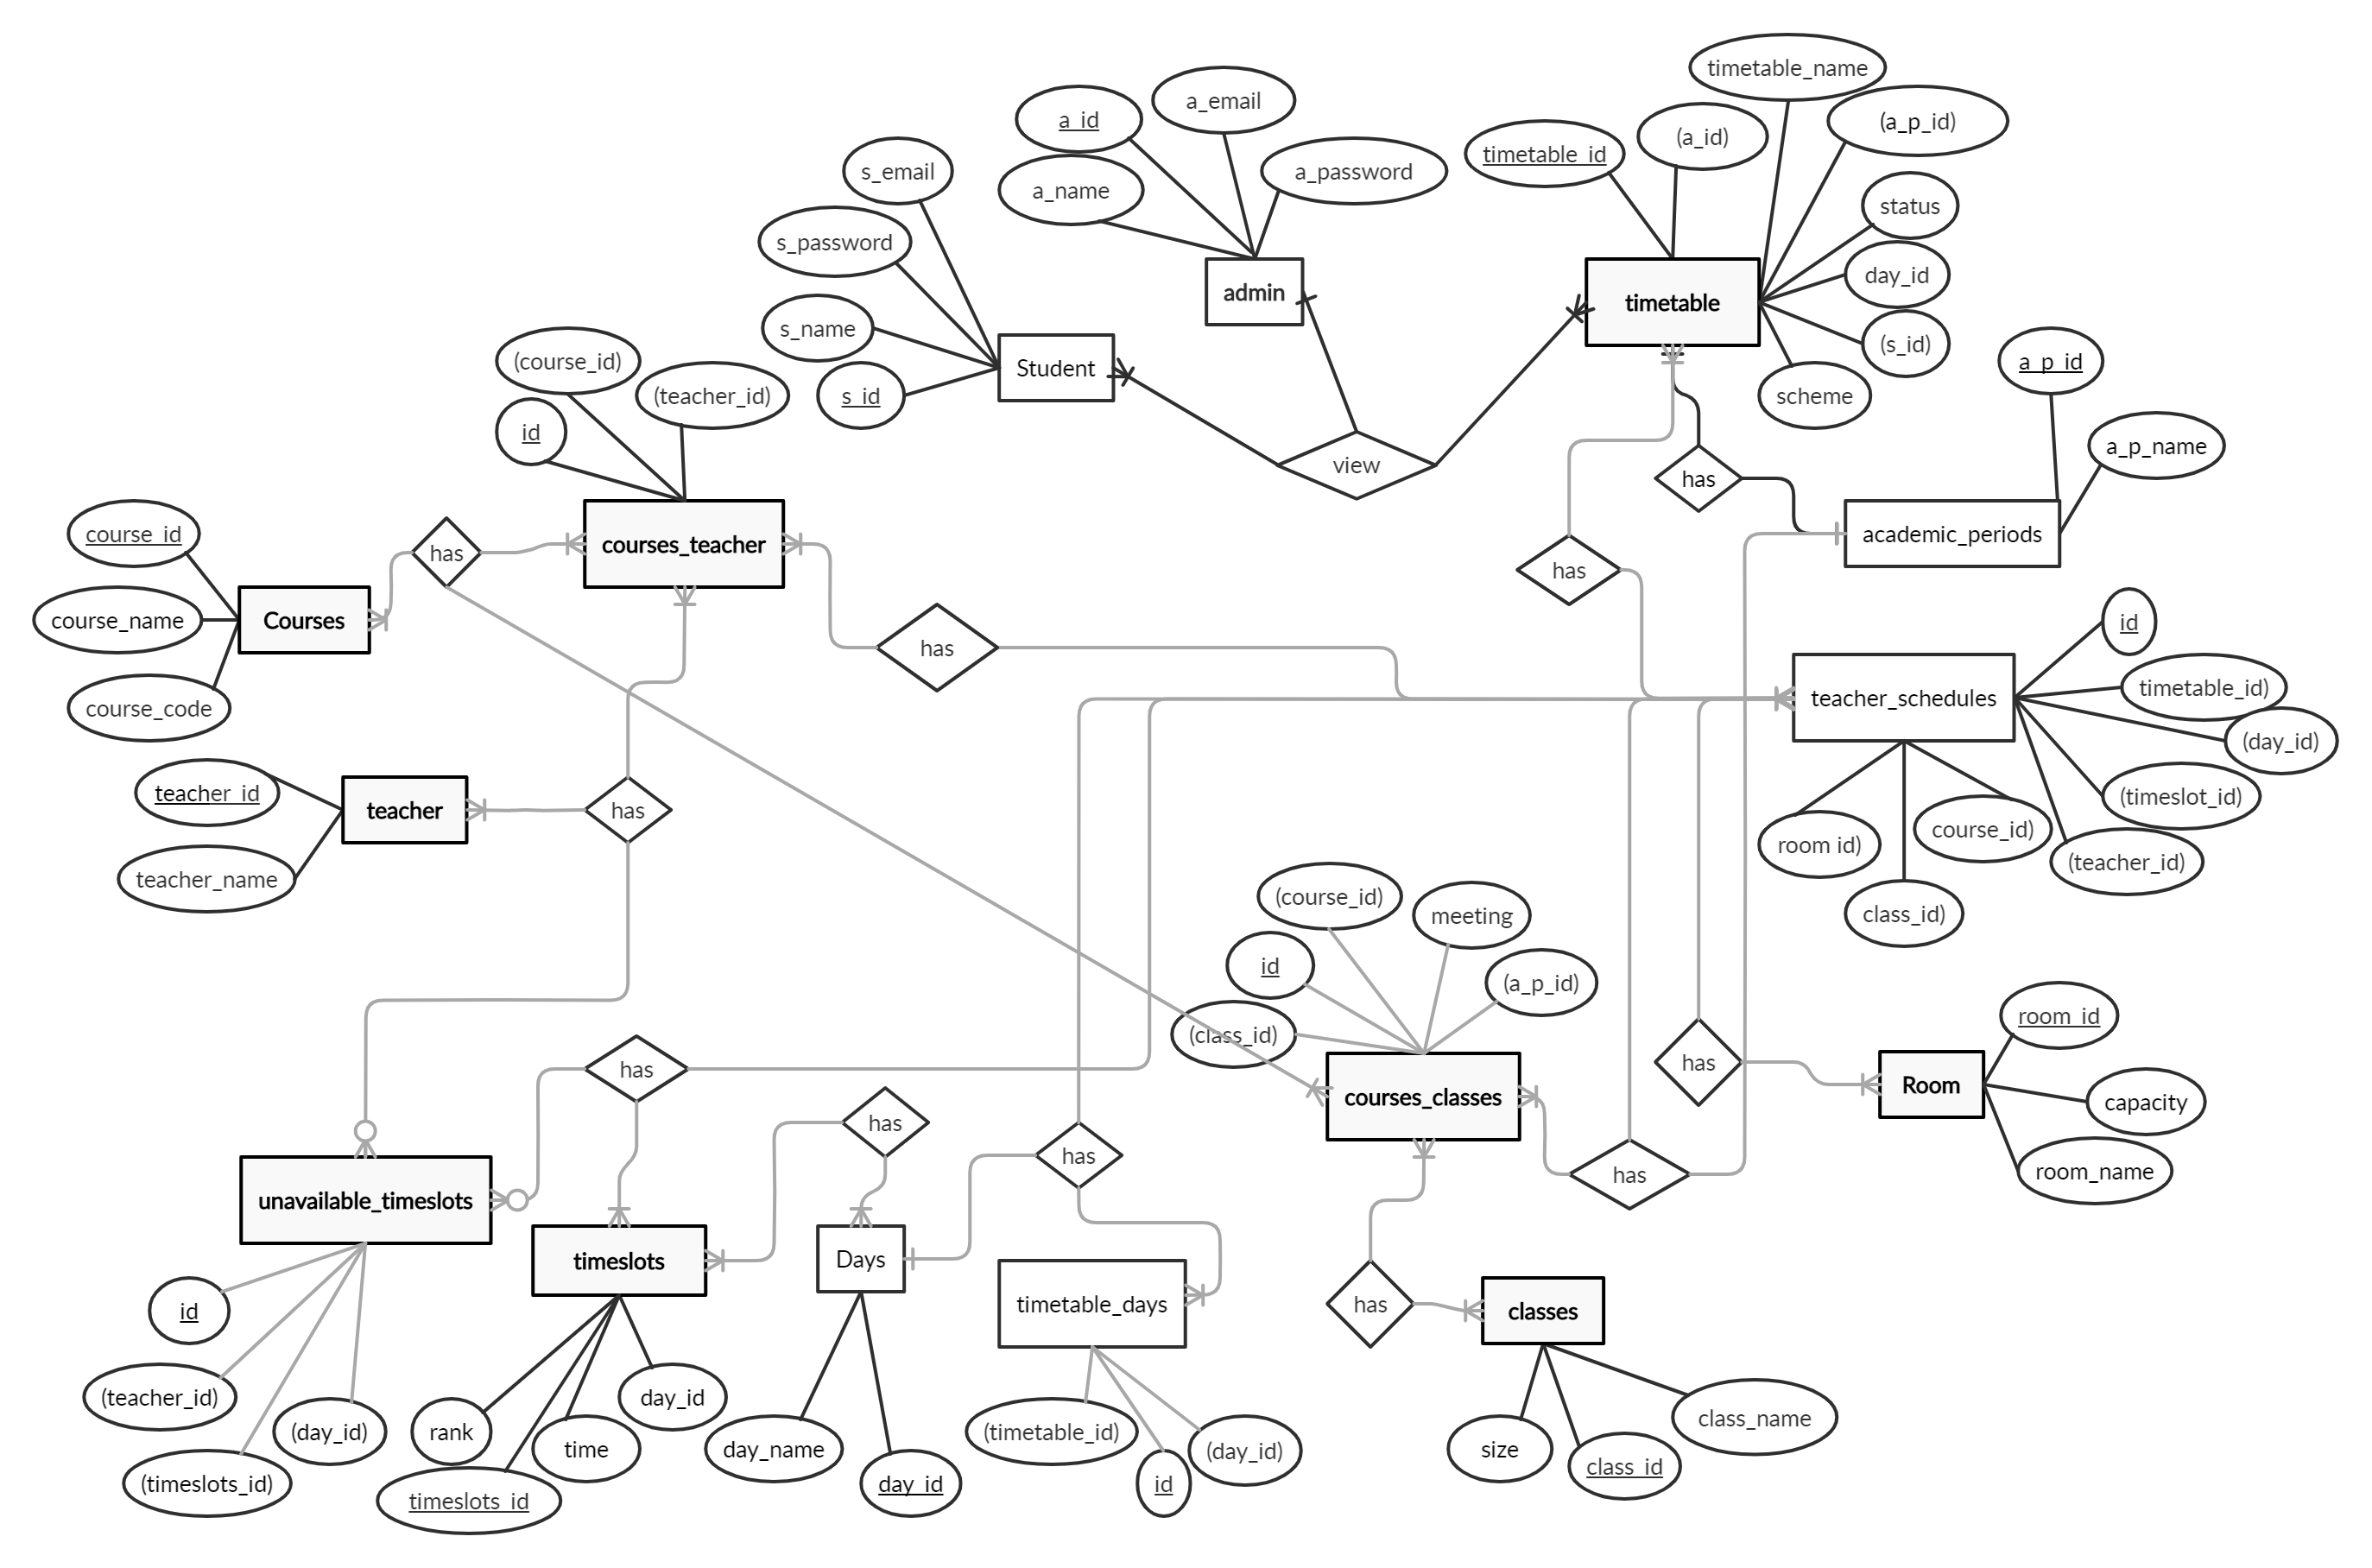 timetable_name
a_email
a_id
(a_p_id)
(a_id)
timetable_id
s_email
a_password
a_name
status
s_password
day_id
admin
timetable
s_name
(s_id)
(course_id)
a_p_id
Student
(teacher_id)
s_id
scheme
id
a_p_name
view
has
course_id
academic_periods
courses_teacher
has
has
Courses
course_name
id
has
timetable_id)
teacher_schedules
course_code
(day_id)
teacher_id
(timeslot_id)
teacher
has
course_id)
room id)
(teacher_id)
teacher_name
(course_id)
meeting
class_id)
id
(a_p_id)
room_id
(class_id)
has
has
Room
courses_classes
capacity
has
has
has
room_name
unavailable_timeslots
timeslots
Days
timetable_days
has
classes
id
(teacher_id)
day_id
class_name
(day_id)
rank
(timetable_id)
time
day_name
(day_id)
size
class_id
(timeslots_id)
day_id
id
timeslots_id